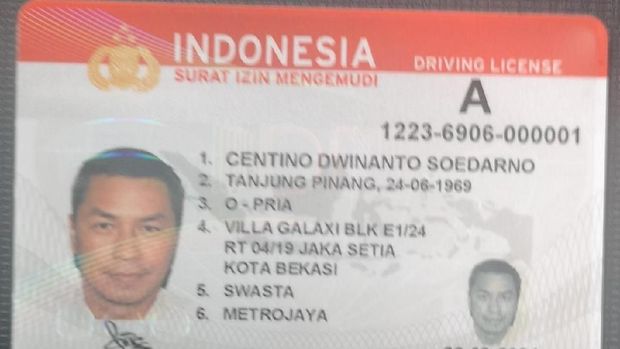 INDONESIA
SURAT IZIN MENGEMUDI
DRIVING LICENSE
A
1223-6906-000001
1. CENTINO DWINANTO SOEDARNO
2. TANJUNG PINANG, 24-06-1969
3. O - PRIA
4. VILLA GALAXI BLK E1/24
RT 04/19 JAKA SETIA
KOTA BEKASI
5. SWASTA
6. METROJAYA